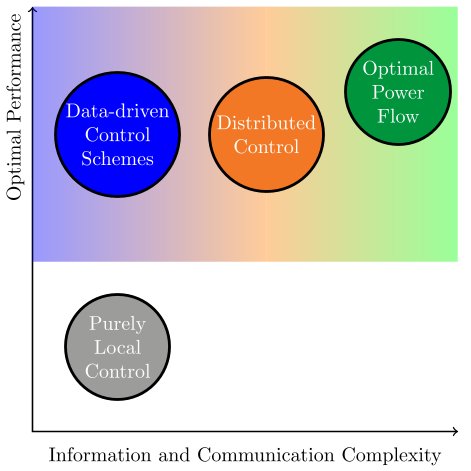 Optimal Performance
Data-driven
Control
Schemes
Distributed
Control
Optimal
Power
Flow
Purely
Local
Control
Information and Communication Complexity